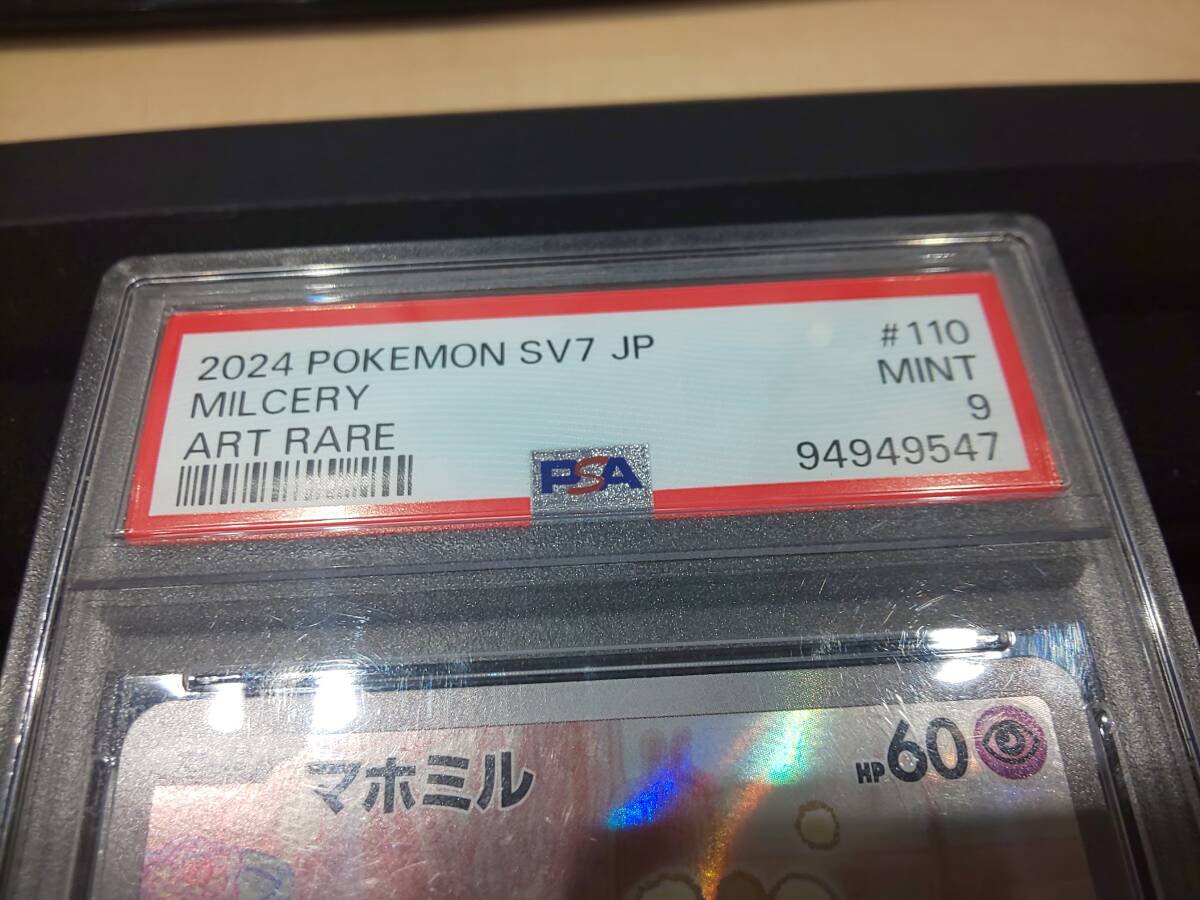 2024 POKEMON SV7 JP #110
MILCERY MINT
ART RARE 9
94949547
PSA
マホミル HP60